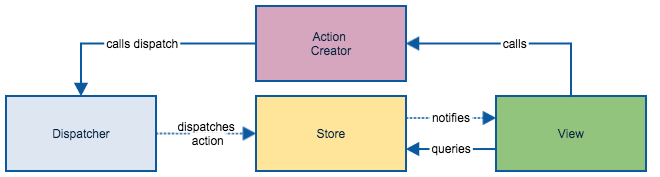 Action
Creator
calls dispatch
calls
Dispatcher
dispatches
action
Store
notifies
queries
View